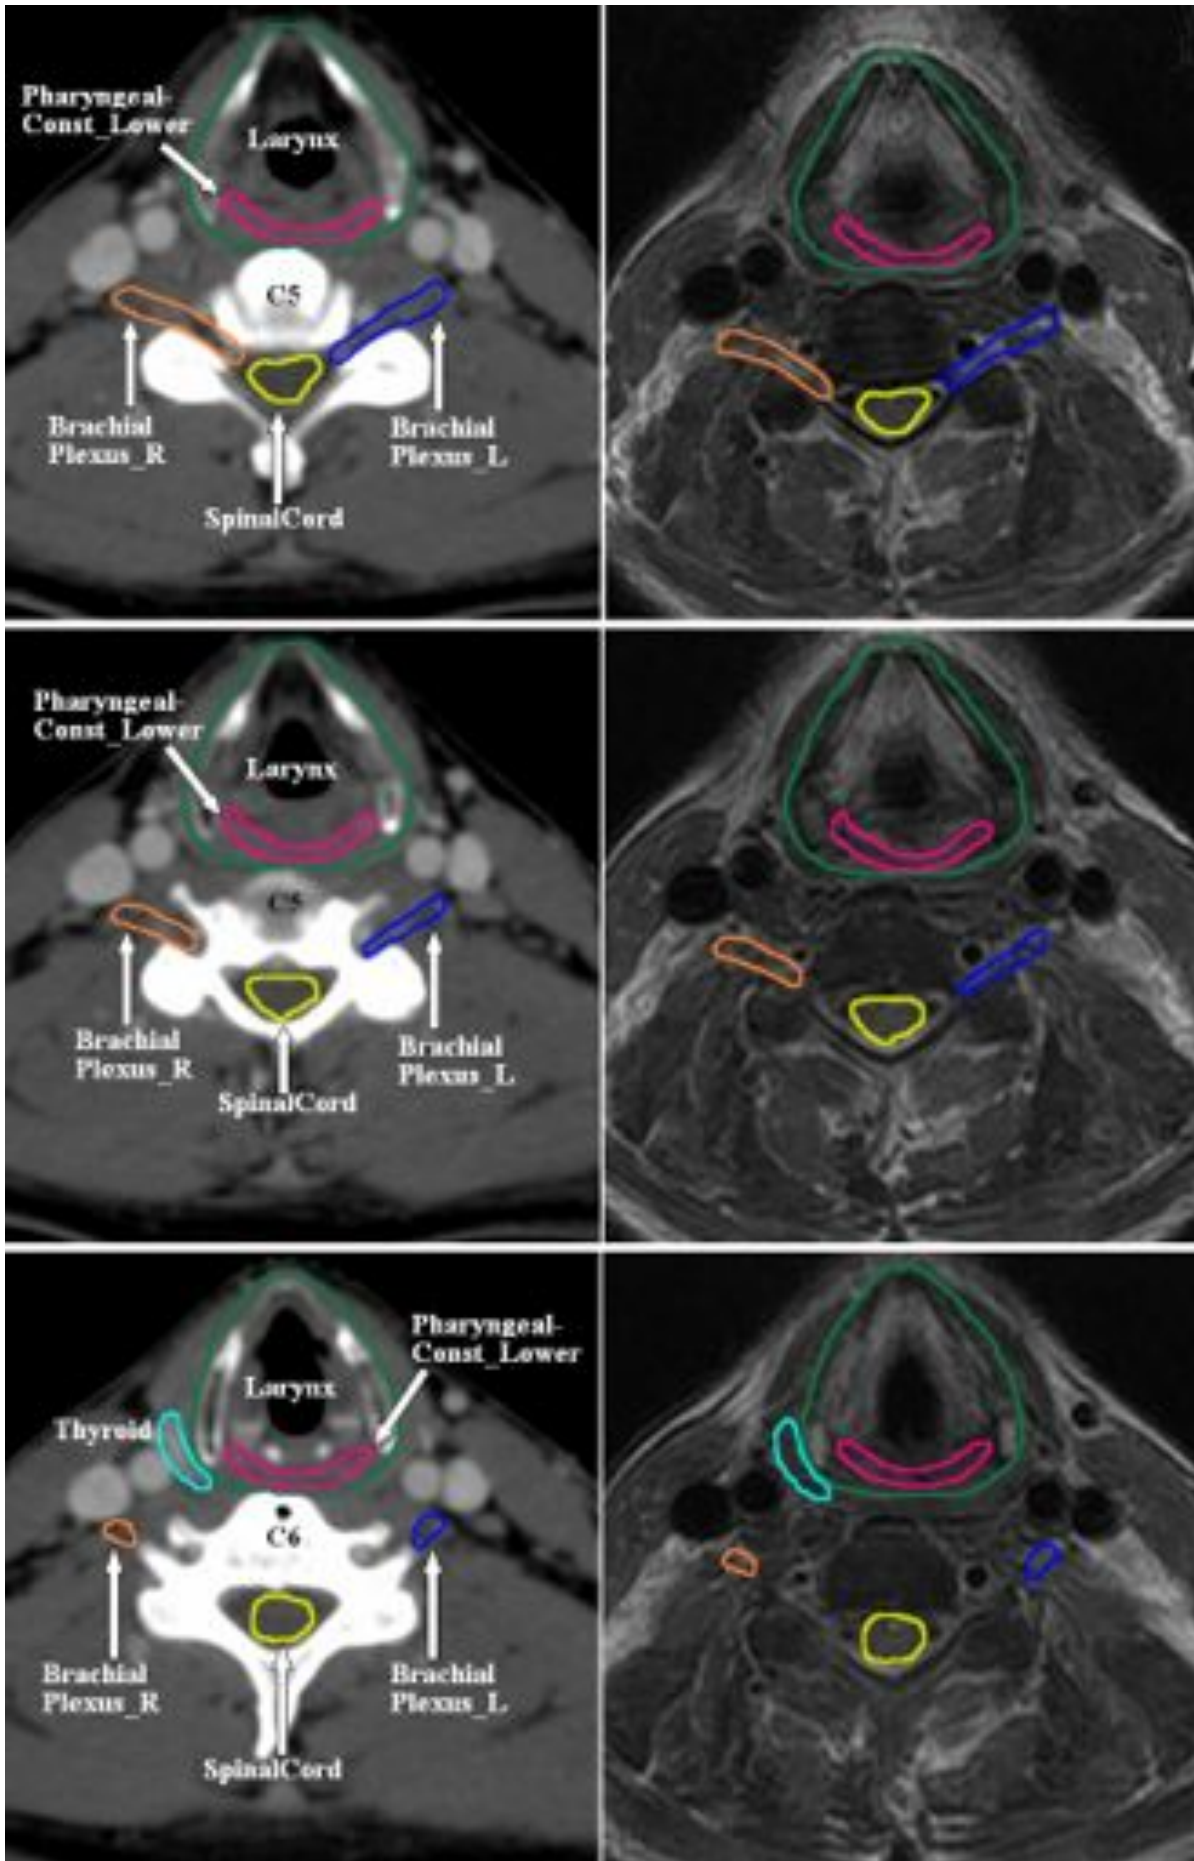 Pharyngeal-
Const_Lower
Larynx
C5
Brachial
Plexus_R
Brachial
Plexus_L
SpinalCord
Pharyngeal-
Const_Lower
Larynx
C5
Brachial
Plexus_R
Brachial
Plexus_L
SpinalCord
Pharyngeal-
Const_Lower
Larynx
Thyroid
C6
Brachial
Plexus_R
Brachial
Plexus_L
SpinalCord